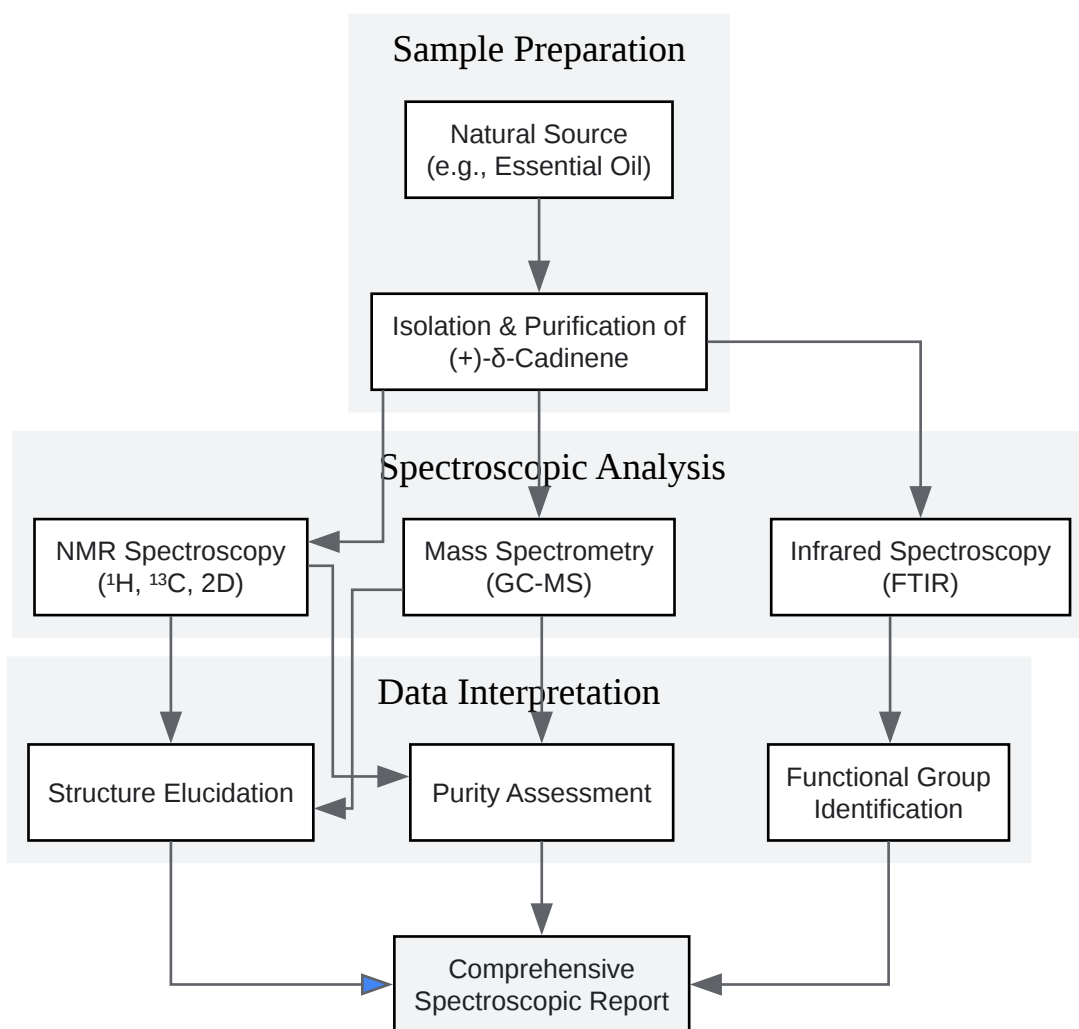 Sample Preparation
Natural Source
(e.g., Essential Oil)
Isolation & Purification of
(+)-δ-Cadinene
Spectroscopic Analysis
NMR Spectroscopy
(¹H, ¹³C, 2D)
Mass Spectrometry
(GC-MS)
Infrared Spectroscopy
(FTIR)
Data Interpretation
Structure Elucidation
Purity Assessment
Functional Group
Identification
Comprehensive
Spectroscopic Report